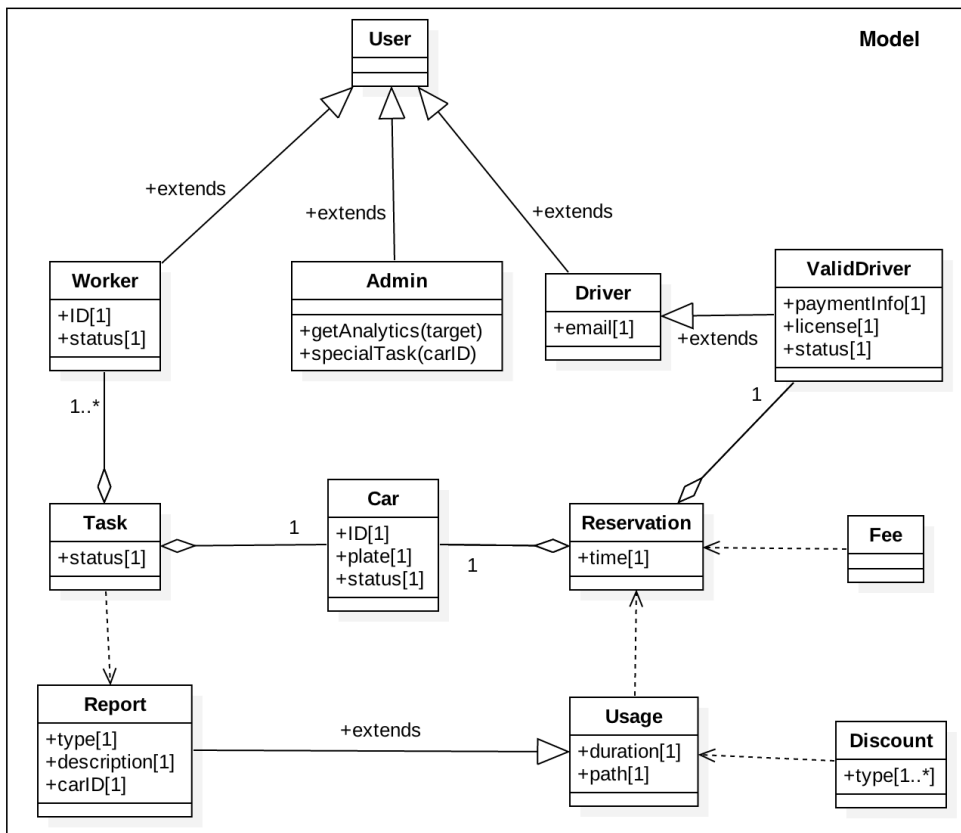 User
Model
+extends
+extends
+extends
Worker
+ID[1]
+status[1]
Admin
+getAnalytics(target)
+specialTask(carID)
Driver
+email[1]
+extends
ValidDriver
+paymentInfo[1]
+license[1]
+status[1]
1..*
1
Task
+status[1]
1
Car
+ID[1]
+plate[1]
+status[1]
1
Reservation
+time[1]
Fee
Report
+type[1]
+description[1]
+carID[1]
+extends
Usage
+duration[1]
+path[1]
Discount
+type[1..*]